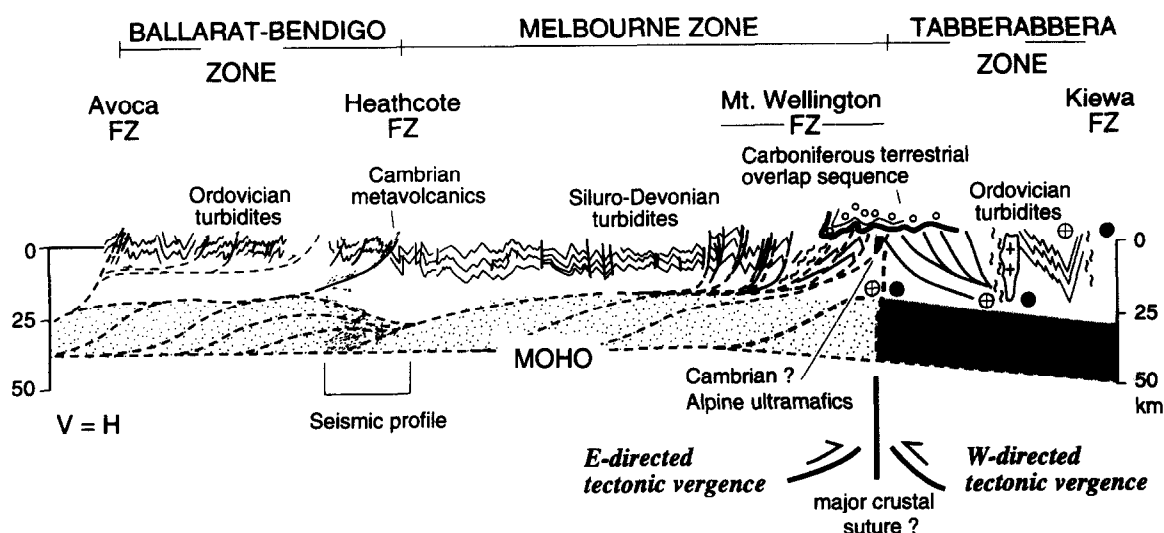 BALLARAT-BENDIGO
ZONE
MELBOURNE ZONE
TABBERABBERA
ZONE
Avoca
FZ
Heathcote
FZ
Mt. Wellington
FZ
Kiewa
FZ
Carboniferous terrestrial
overlap sequence
Ordovician
turbidites
Cambrian
metavolcanics
Siluro-Devonian
turbidites
Ordovician
turbidites
0
25
50
0
25
50
km
MOHO
V = H
Seismic profile
Cambrian ?
Alpine ultramafics
E-directed
tectonic vergence
W-directed
tectonic vergence
major crustal
suture ?